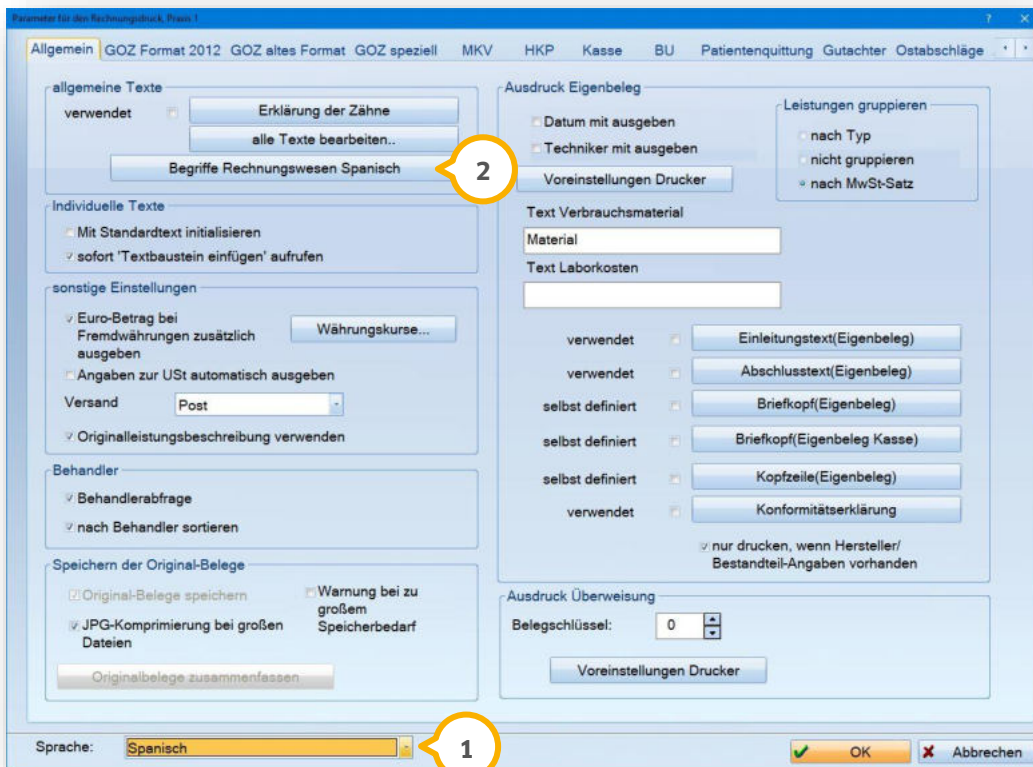 Parameter für den Rechnungsdruck, Praxis 1
Allgemein GOZ Format 2012 GOZ altes Format GOZ speziell MKV HKP Kasse BU Patientenquittung Gutachter Ostabschläge
allgemeine Texte
verwendet
Erklärung der Zähne
alle Texte bearbeiten..
Begriffe Rechnungswesen Spanisch
2
Individuelle Texte
Mit Standardtext initialisieren
sofort 'Textbaustein einfügen' aufrufen
sonstige Einstellungen
Euro-Betrag bei
Fremdwährungen zusätzlich
ausgeben
Währungskurse...
Angaben zur USt automatisch ausgeben
Versand
Post
Originalleistungsbeschreibung verwenden
Behandler
Behandlerabfrage
nach Behandler sortieren
Speichern der Original-Belege
Original-Belege speichern
JPG-Komprimierung bei großen
Dateien
Warnung bei zu
großem
Speicherbedarf
Originalbelege zusammenfassen
Ausdruck Eigenbeleg
Datum mit ausgeben
Techniker mit ausgeben
Voreinstellungen Drucker
Leistungen gruppieren
nach Typ
nicht gruppieren
nach MwSt-Satz
Text Verbrauchsmaterial
Material
Text Laborkosten
verwendet Einleitungstext(Eigenbeleg)
verwendet Abschlusstext(Eigenbeleg)
selbst definiert Briefkopf(Eigenbeleg)
selbst definiert Briefkopf(Eigenbeleg Kasse)
selbst definiert Kopfzeile(Eigenbeleg)
verwendet Konformitätserklärung
nur drucken, wenn Hersteller/
Bestandteil-Angaben vorhanden
Ausdruck Überweisung
Belegschlüssel: 0
Voreinstellungen Drucker
Sprache: Spanisch
1
OK
Abbrechen